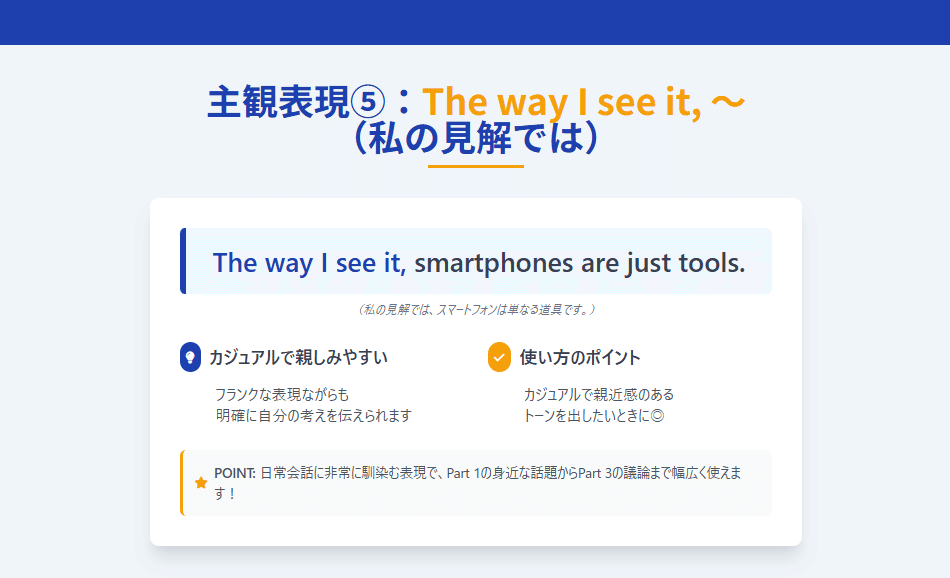 主観表現⑤：The way I see it, ～
（私の見解では）
The way I see it, smartphones are just tools.
（私の見解では、スマートフォンは単なる道具です。）
カジュアルで親しみやすい
フランクな表現ながらも
明確に自分の考えを伝えられます
使い方のポイント
カジュアルで親近感のある
トーンを出したいときに◎
POINT: 日常会話に非常に馴染む表現で、Part 1の身近な話題からPart 3の議論まで幅広く使えま
す！